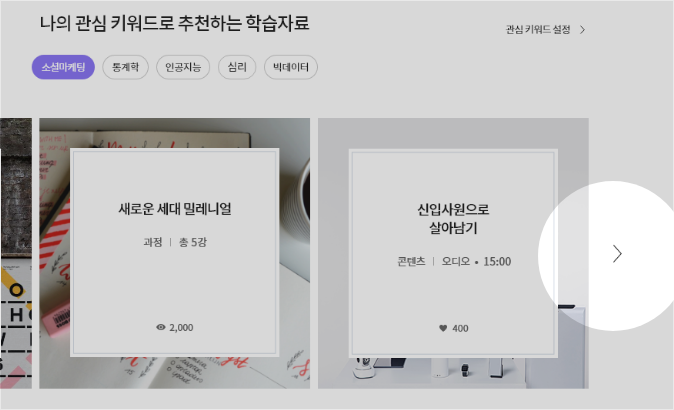 나의 관심 키워드로 추천하는 학습자료
관심 키워드 설정 >
소셜마케팅 통계학 인공지능 심리 빅데이터
새로운 세대 밀레니얼
과정 | 총 5강
2,000
신입사원으로
살아남기
콘텐츠 | 오디오 • 15:00
400